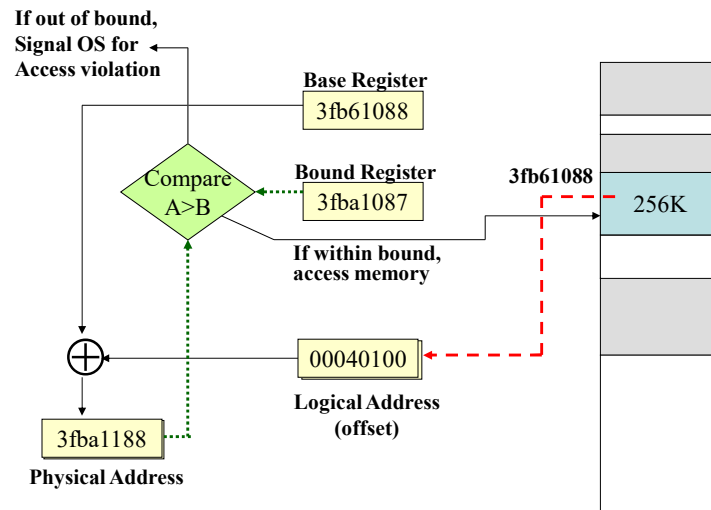 If out of bound,
Signal OS for
Access violation
Base Register
3fb61088
Compare
A>B
Bound Register
3fba1087
3fb61088
256K
If within bound,
access memory
00040100
Logical Address
(offset)
3fba1188
Physical Address